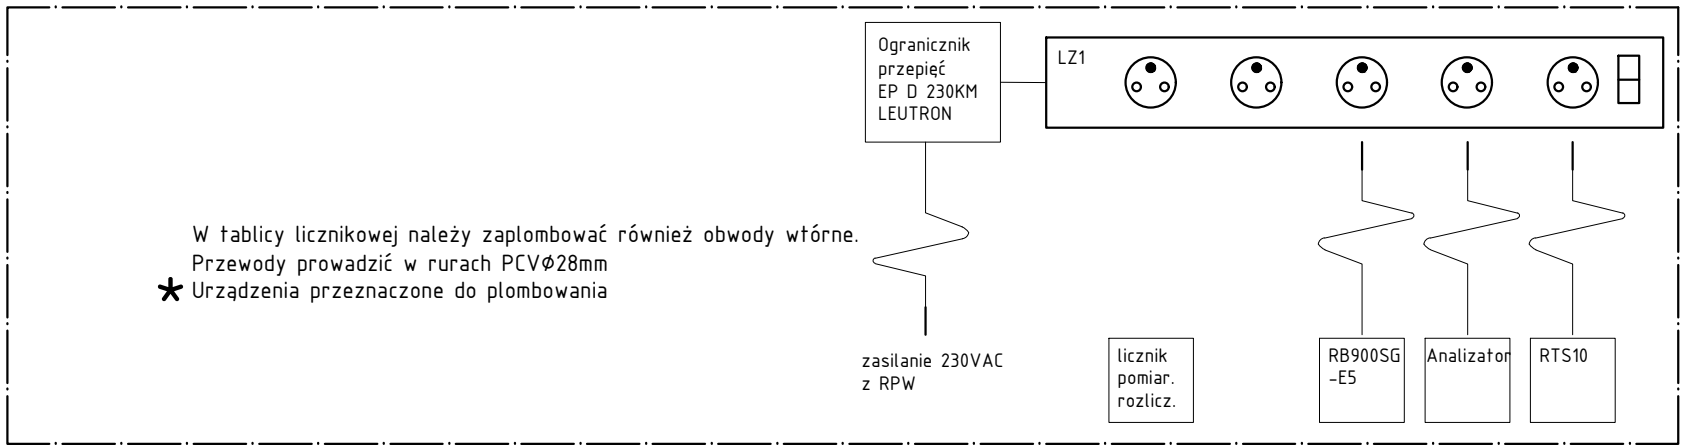 Ogranicznik
przepięć
EP D 230KM
LEUTRON
LZ1
W tablicy licznikowej należy zaplombować również obwody wtórne.
Przewody prowadzić w rurach PCVØ28mm
* Urządzenia przeznaczone do plombowania
zasilanie 230VAC
z RPW
licznik
pomiar.
rozlicz.
RB900SG
-E5
Analizator
RTS10